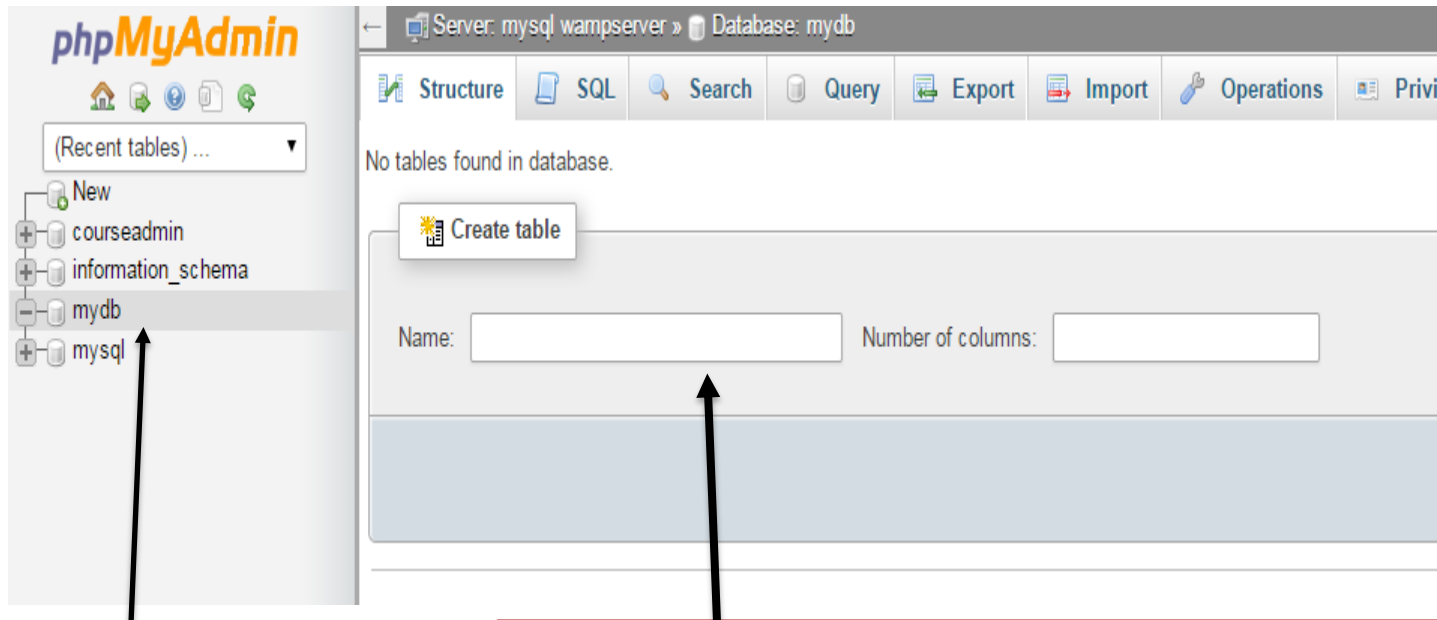 phpMyAdmin
(Recent tables) ...
New
courseadmin
information_schema
mydb
mysql
Server: mysql wampserver » Database: mydb
Structure SQL Search Query Export Import Operations
No tables found in database.
Create table
Name: Number of columns: